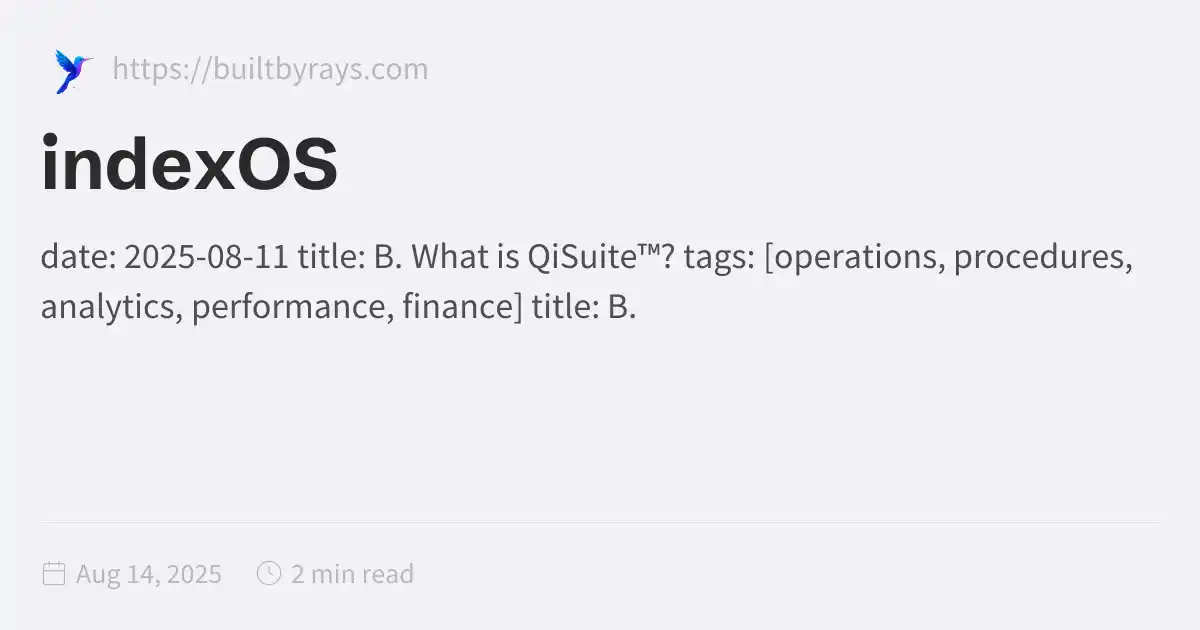 https://builtbyrays.com
indexOS
date: 2025-08-11 title: B. What is QiSuite™? tags: [operations, procedures,
analytics, performance, finance] title: B.
Aug 14, 2025 2 min read